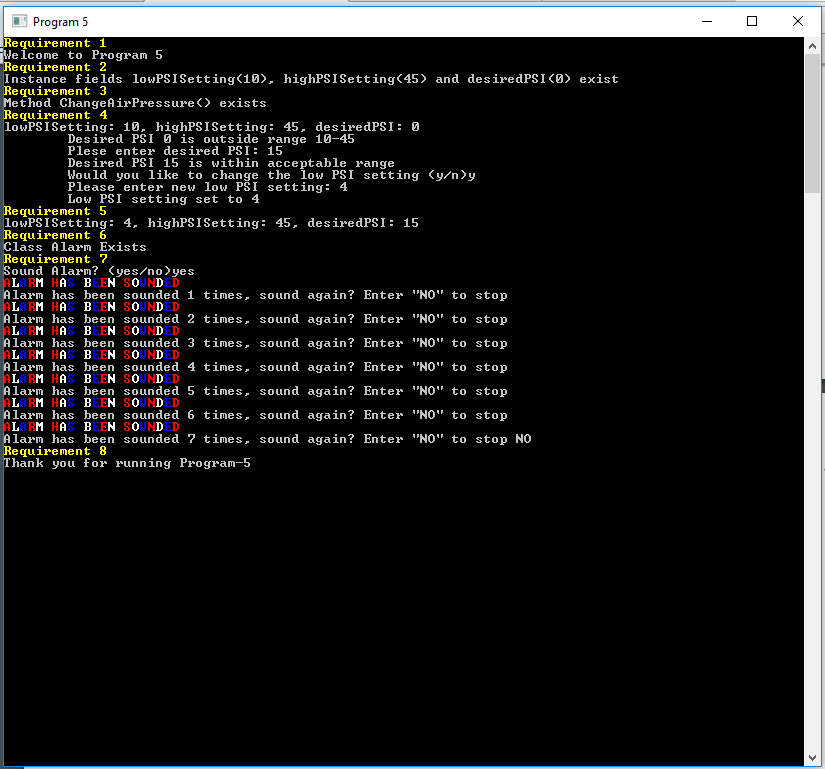 Program 5
Requirement 1
Welcome to Program 5
Requirement 2
Instance fields lowPSISetting(10), highPSISetting(45) and desiredPSI(0) exist
Requirement 3
Method ChangeAirPressure() exists
Requirement 4
lowPSISetting: 10, highPSISetting: 45, desiredPSI: 0
Desired PSI 0 is outside range 10-45
Plese enter desired PSI: 15
Desired PSI 15 is within acceptable range
Would you like to change the low PSI setting (y/n)y
Please enter new low PSI setting: 4
Low PSI setting set to 4
Requirement 5
lowPSISetting: 4, highPSISetting: 45, desiredPSI: 15
Requirement 6
Class Alarm Exists
Requirement 7
Sound Alarm? (yes/no)yes
ALARM HAS BEEN SOUNDED
Alarm has been sounded 1 times, sound again? Enter "NO" to stop
ALARM HAS BEEN SOUNDED
Alarm has been sounded 2 times, sound again? Enter "NO" to stop
ALARM HAS BEEN SOUNDED
Alarm has been sounded 3 times, sound again? Enter "NO" to stop
ALARM HAS BEEN SOUNDED
Alarm has been sounded 4 times, sound again? Enter "NO" to stop
ALARM HAS BEEN SOUNDED
Alarm has been sounded 5 times, sound again? Enter "NO" to stop
ALARM HAS BEEN SOUNDED
Alarm has been sounded 6 times, sound again? Enter "NO" to stop
ALARM HAS BEEN SOUNDED
Alarm has been sounded 7 times, sound again? Enter "NO" to stop NO
Requirement 8
Thank you for running Program-5